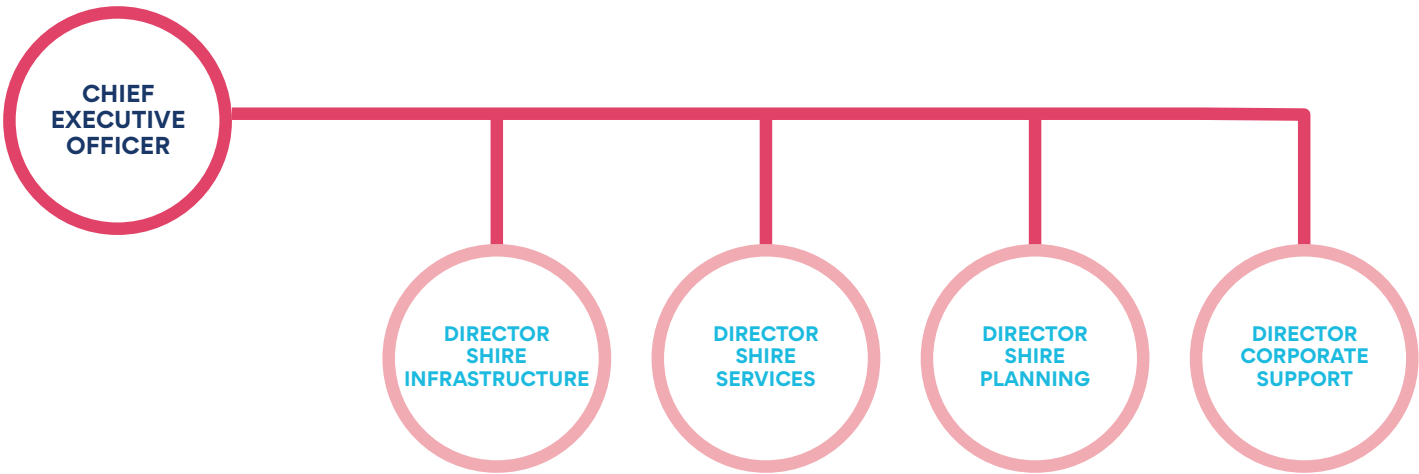 CHIEF
EXECUTIVE
OFFICER
DIRECTOR
SHIRE
INFRASTRUCTURE
DIRECTOR
SHIRE
SERVICES
DIRECTOR
SHIRE
PLANNING
DIRECTOR
CORPORATE
SUPPORT